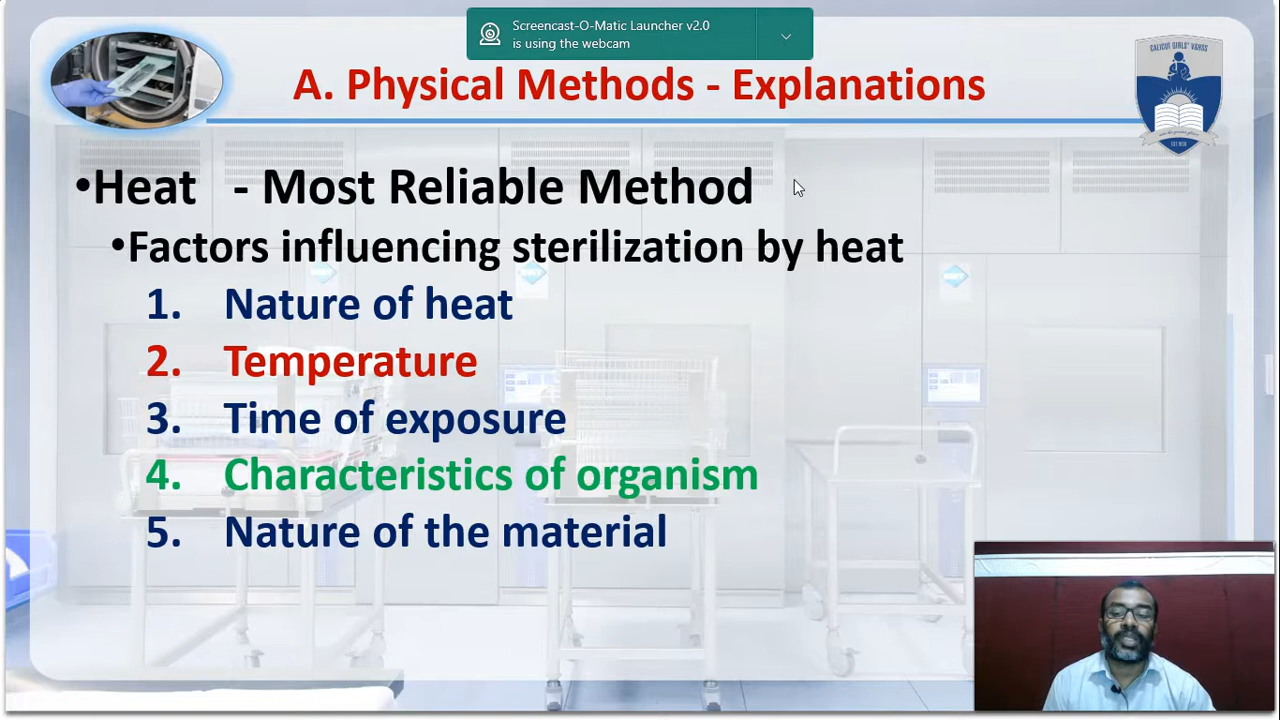 Screencast-O-Matic Launcher v2.0
is using the webcam
CALICUT GIRLS' V&HSS
A. Physical Methods - Explanations
•Heat - Most Reliable Method
•Factors influencing sterilization by heat
1. Nature of heat
2. Temperature
3. Time of exposure
4. Characteristics of organism
5. Nature of the material